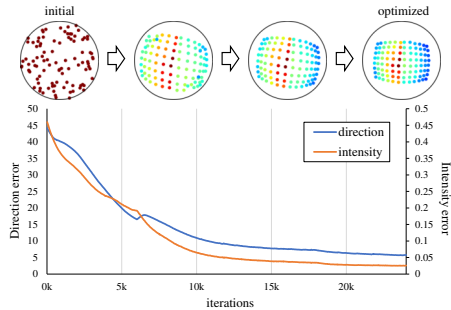 initial
optimized
50
45
40
35
30
25
20
15
10
5
0
Direction error
0.5
0.45
0.4
0.35
0.3
0.25
0.2
0.15
0.1
0.05
0
Intensity error
direction
intensity
0k
5k
10k
15k
20k
iterations